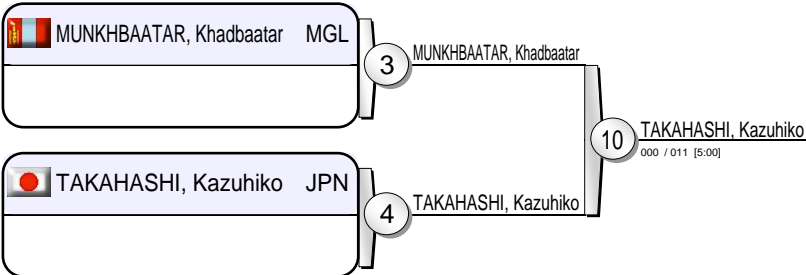 MUNKHBAATAR, Khadbaatar MGL
3
MUNKHBAATAR, Khadbaatar
10
TAKAHASHI, Kazuhiko
000 / 011 [5:00]
TAKAHASHI, Kazuhiko JPN
4
TAKAHASHI, Kazuhiko